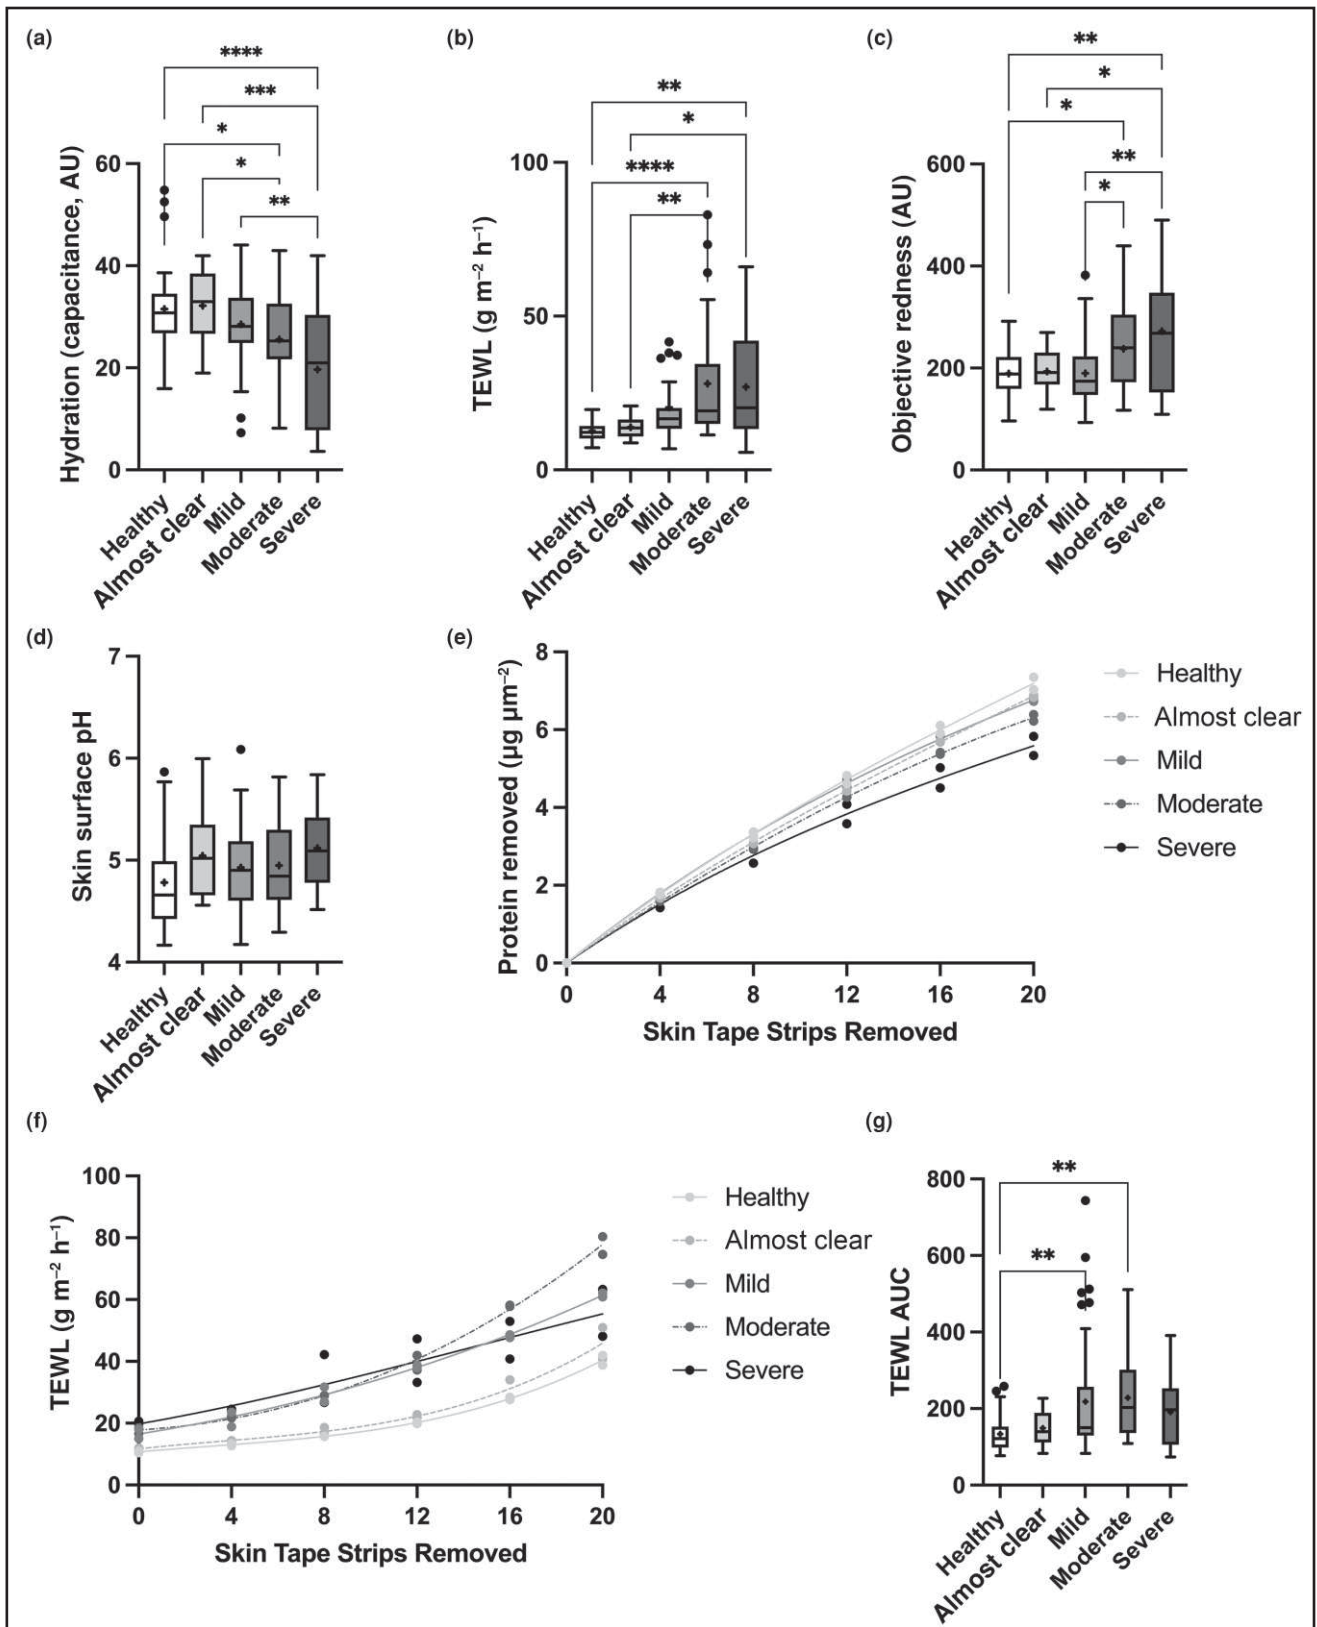 (a)
****
***
*
*
**
Hydration (capacitance, AU)
60
40
20
0
Healthy
Almost clear
Mild
Moderate
Severe
(b)
**
*
****
**
TEWL (g m⁻² h⁻¹)
100
50
0
Healthy
Almost clear
Mild
Moderate
Severe
(c)
**
*
*
**
*
Objective redness (AU)
600
400
200
0
Healthy
Almost clear
Mild
Moderate
Severe
(d)
Skin surface pH
7
6
5
4
Healthy
Almost clear
Mild
Moderate
Severe
(e)
Protein removed (µg µm⁻²)
8
6
4
2
0
0 4 8 12 16 20
Skin Tape Strips Removed
Healthy
Almost clear
Mild
Moderate
Severe
(f)
TEWL (g m⁻² h⁻¹)
100
80
60
40
20
0
0 4 8 12 16 20
Skin Tape Strips Removed
Healthy
Almost clear
Mild
Moderate
Severe
(g)
**
**
TEWL AUC
800
600
400
200
0
Healthy
Almost clear
Mild
Moderate
Severe